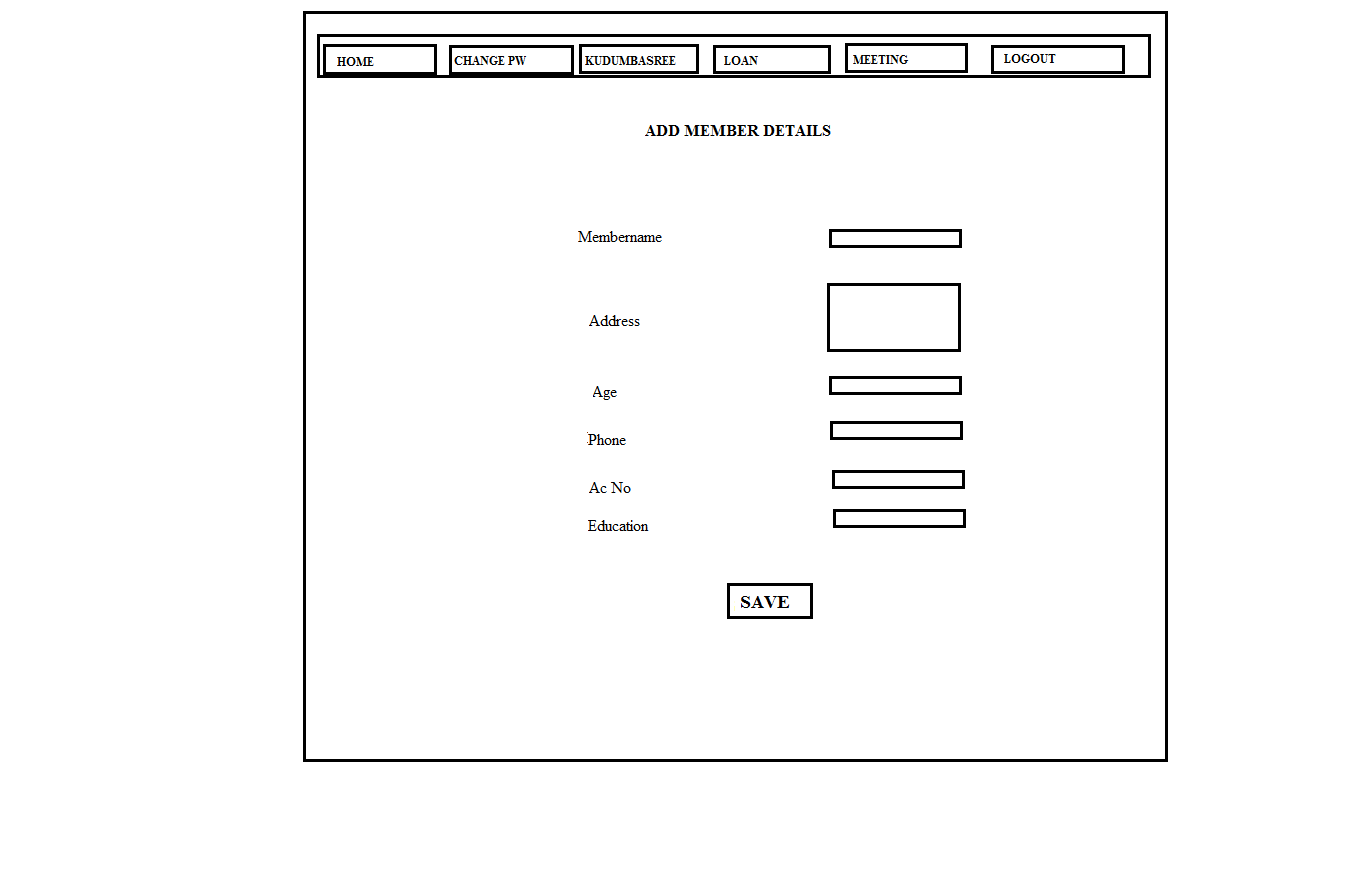 HOME CHANGE PW KUDUMBASREE LOAN MEETING LOGOUT
ADD MEMBER DETAILS
Membername
Address
Age
Phone
Ac No
Education
SAVE